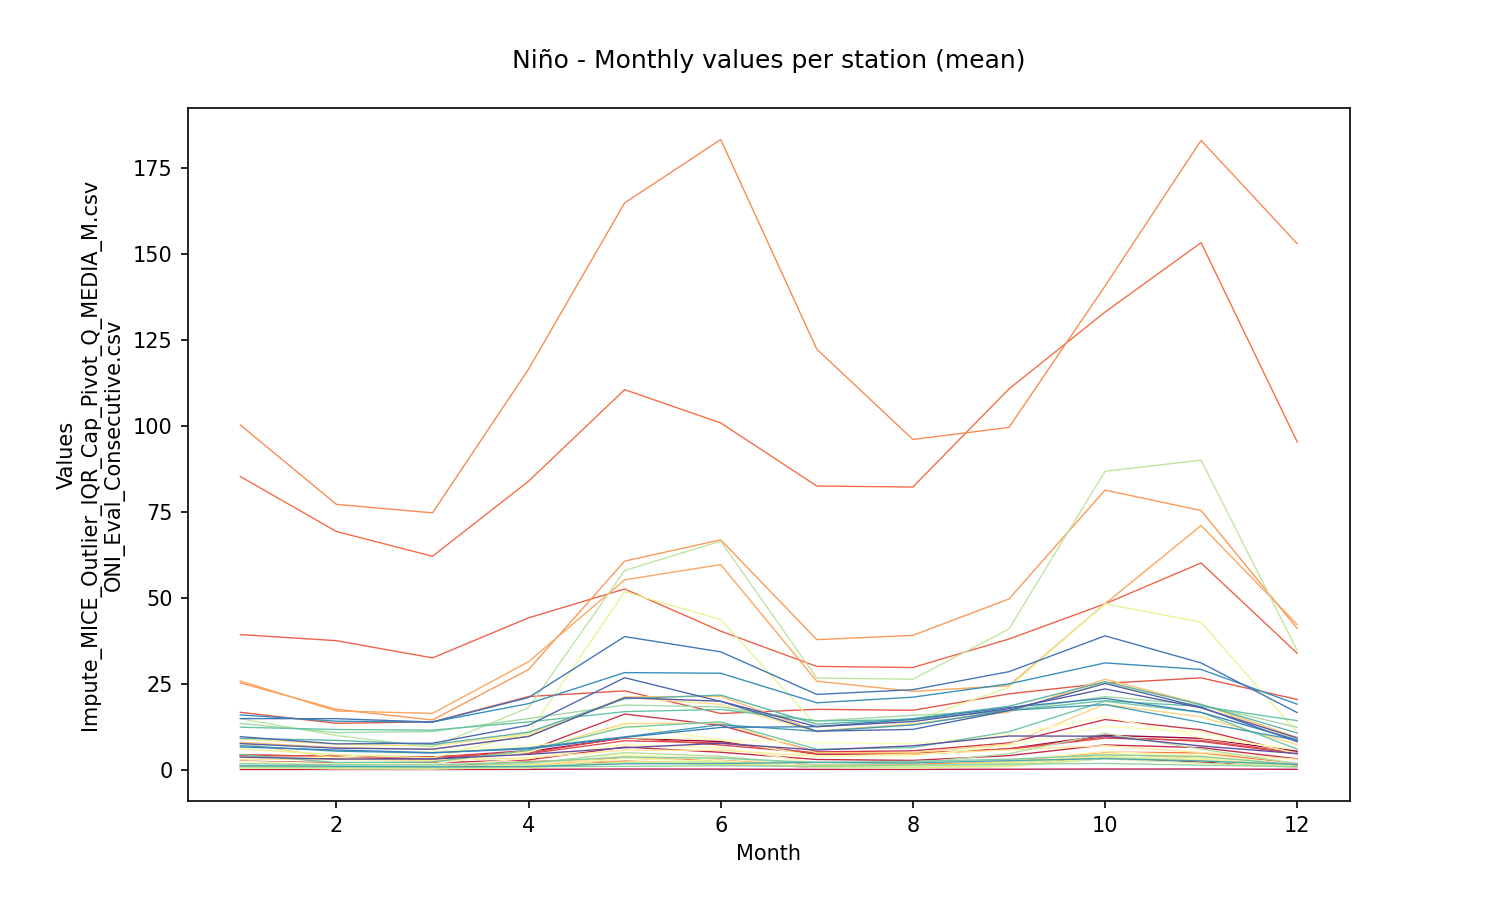 Niño - Monthly values per station (mean)
Values
Impute_MICE_Outlier_IQR_Cap_Pivot_Q_MEDIA_M.csv
ONI_Eval_Consecutive.csv
175
150
125
100
75
50
25
0
2 4 6 8 10 12
Month